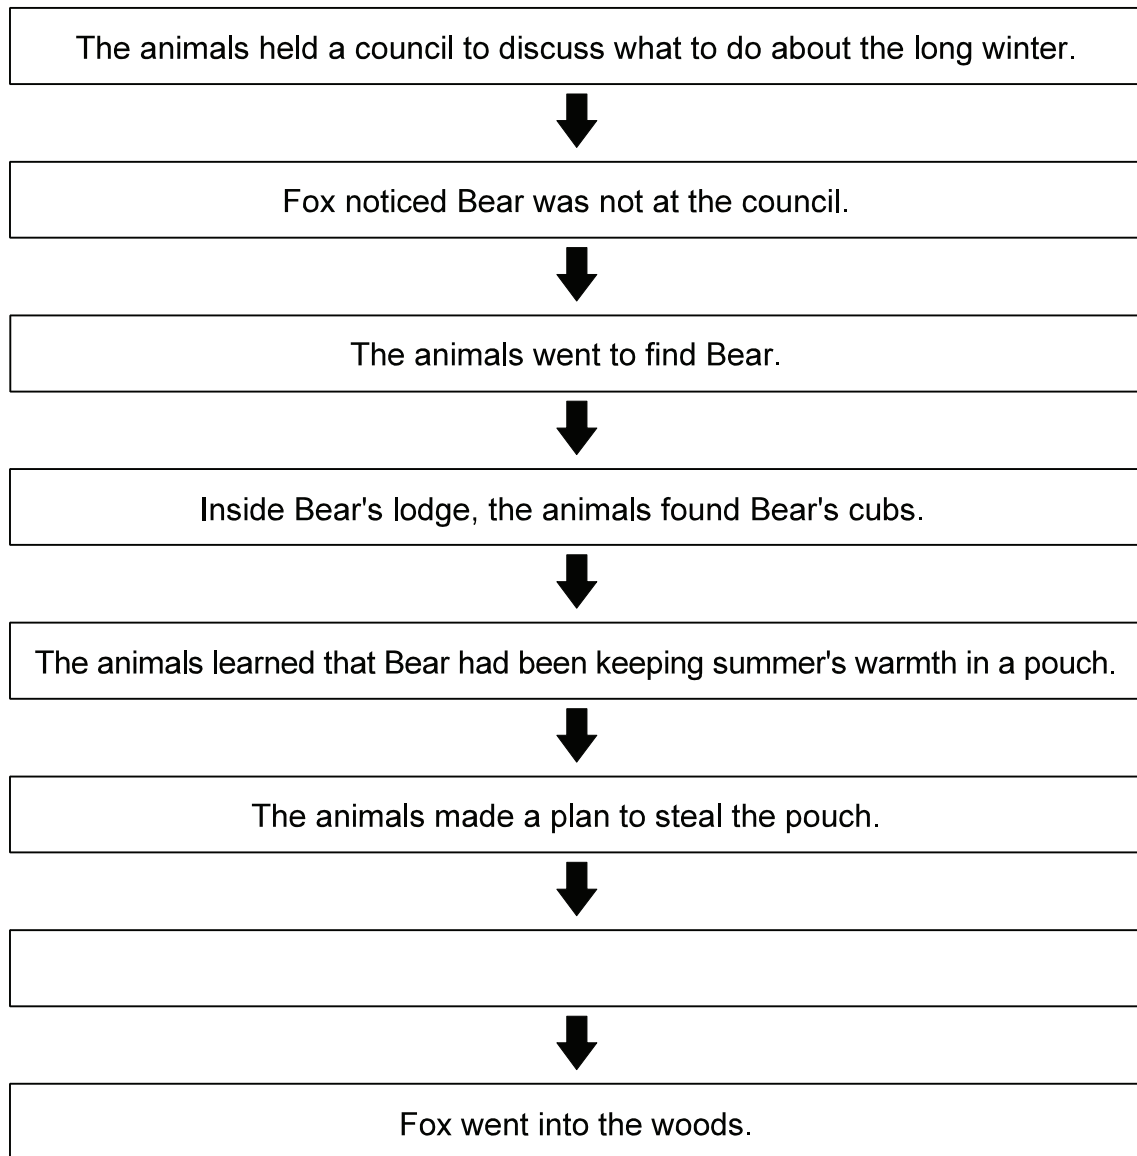 The animals held a council to discuss what to do about the long winter.
Fox noticed Bear was not at the council.
The animals went to find Bear.
Inside Bear's lodge, the animals found Bear's cubs.
The animals learned that Bear had been keeping summer's warmth in a pouch.
The animals made a plan to steal the pouch.
Fox went into the woods.